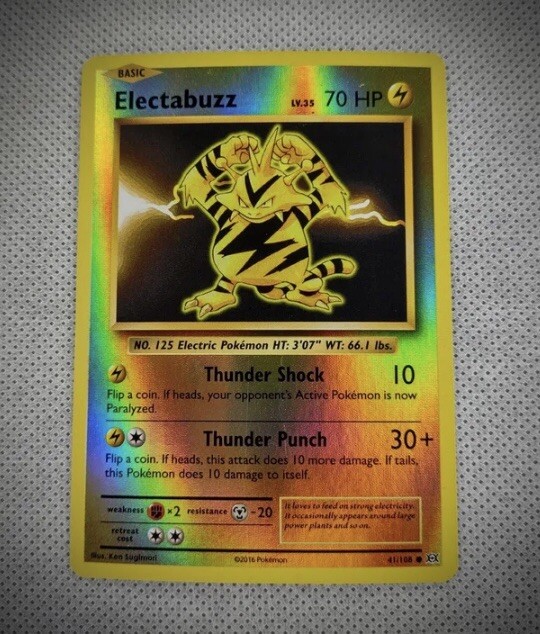 BASIC
Electabuzz LV.35 70 HP
NO. 125 Electric Pokémon HT: 3'07" WT: 66.1 lbs.
Thunder Shock 10
Flip a coin. If heads, your opponent's Active Pokémon is now
Paralyzed.
Thunder Punch 30+
Flip a coin. If heads, this attack does 10 more damage. If tails,
this Pokémon does 10 damage to itself.
weakness ×2 resistance -20
retreat
cost
It loves to feed on strong electricity.
It occasionally appears around large
power plants and so on.
Illus. Ken Sugimori ©2016 Pokémon 41/108